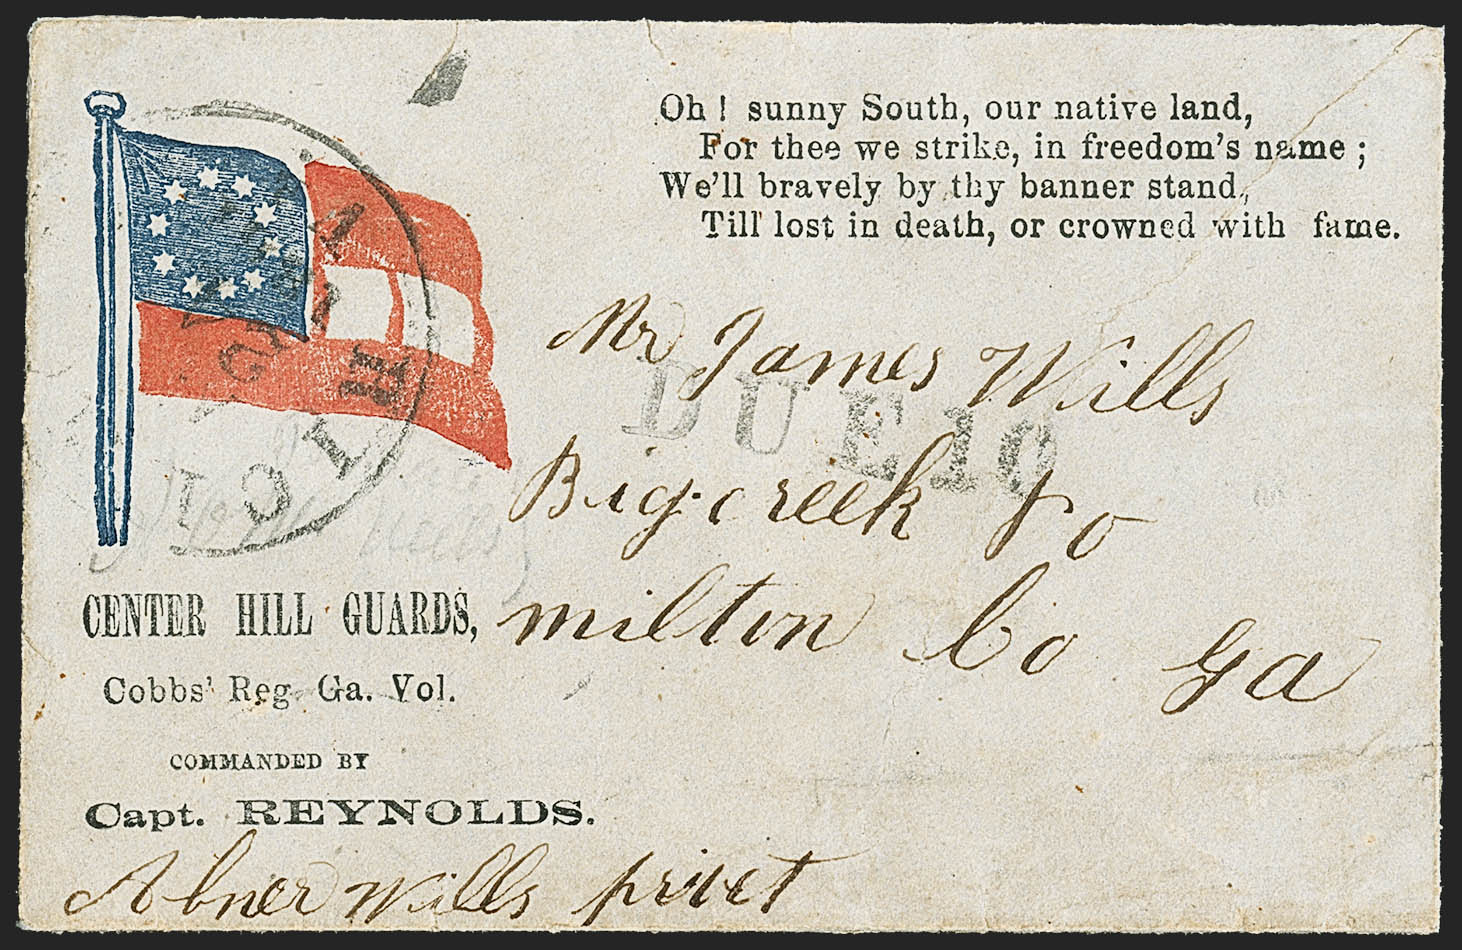 Oh! sunny South, our native land,
For thee we strike, in freedom's name;
We'll bravely by thy banner stand,
Till lost in death, or crowned with fame.
Mr James Wills
DUE 10
Big creek Po
milton Co Ga
CENTER HILL GUARDS,
Cobbs' Reg. Ga. Vol.
COMMANDED BY
Capt. REYNOLDS.
Abner Wills privet